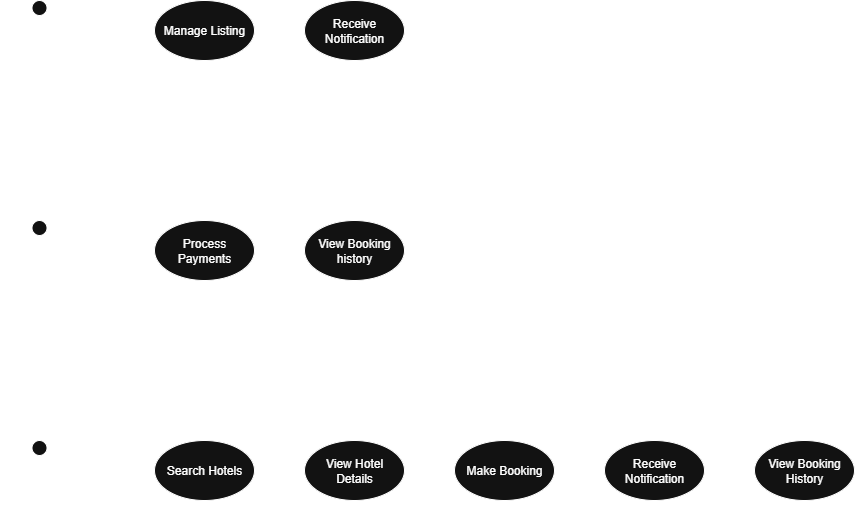 Manage Listing
Receive
Notification
Process
Payments
View Booking
history
Search Hotels
View Hotel
Details
Make Booking
Receive
Notification
View Booking
History